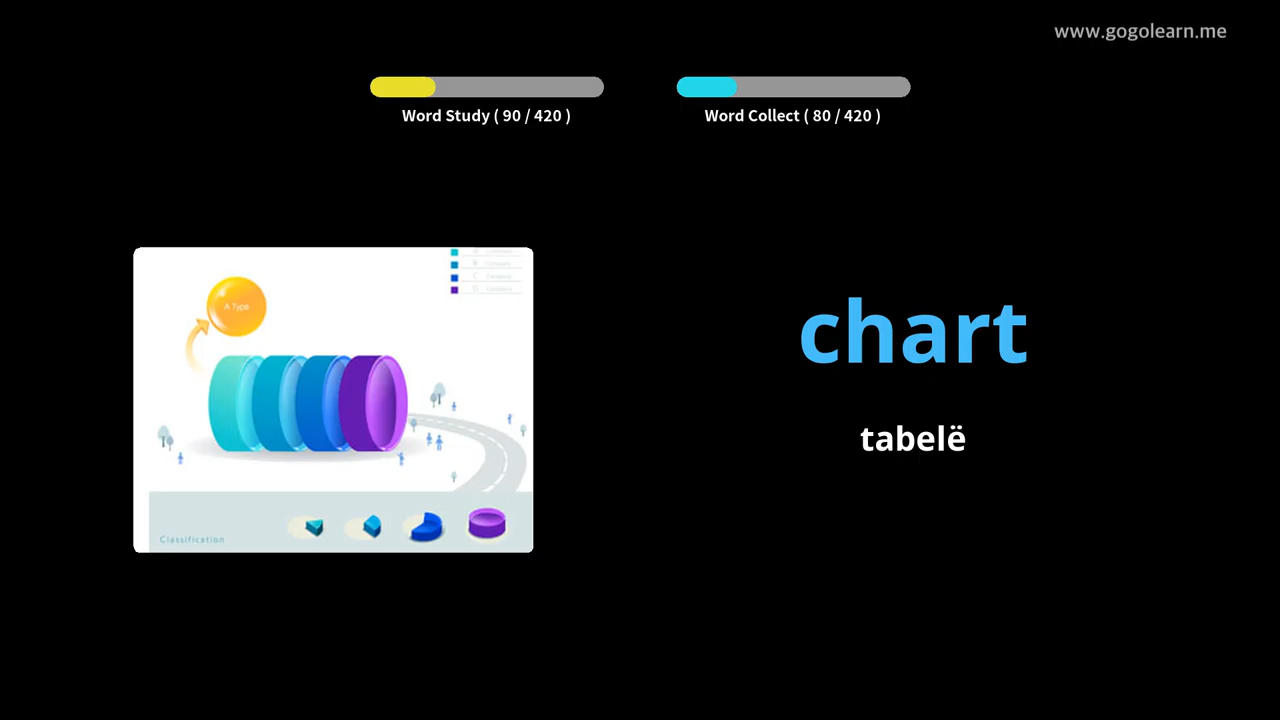 www.gogolearn.me
Word Study ( 90 / 420 )
Word Collect ( 80 / 420 )
A Type
chart
tabelë
Classification